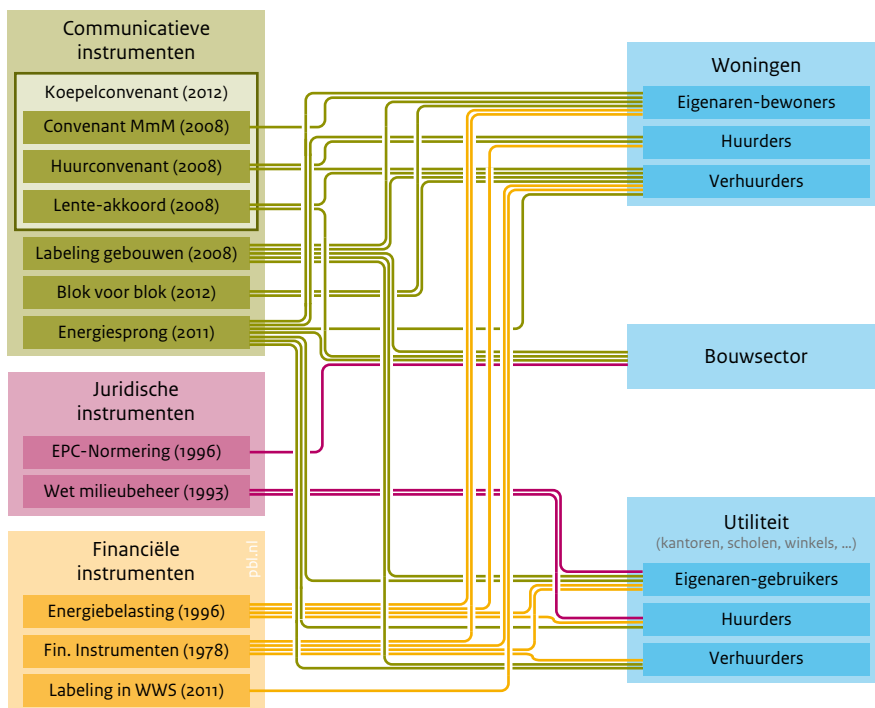 Communicatieve
instrumenten
Koepelconvenant (2012)
Convenant MmM (2008)
Huurconvenant (2008)
Lente-akkoord (2008)
Labeling gebouwen (2008)
Blok voor blok (2012)
Energiesprong (2011)
Juridische
instrumenten
EPC-Normering (1996)
Wet milieubeheer (1993)
Financiële
instrumenten
pbl.nl
Energiebelasting (1996)
Fin. Instrumenten (1978)
Labeling in WWS (2011)
Woningen
Eigenaren-bewoners
Huurders
Verhuurders
Bouwsector
Utiliteit
(kantoren, scholen, winkels, ...)
Eigenaren-gebruikers
Huurders
Verhuurders